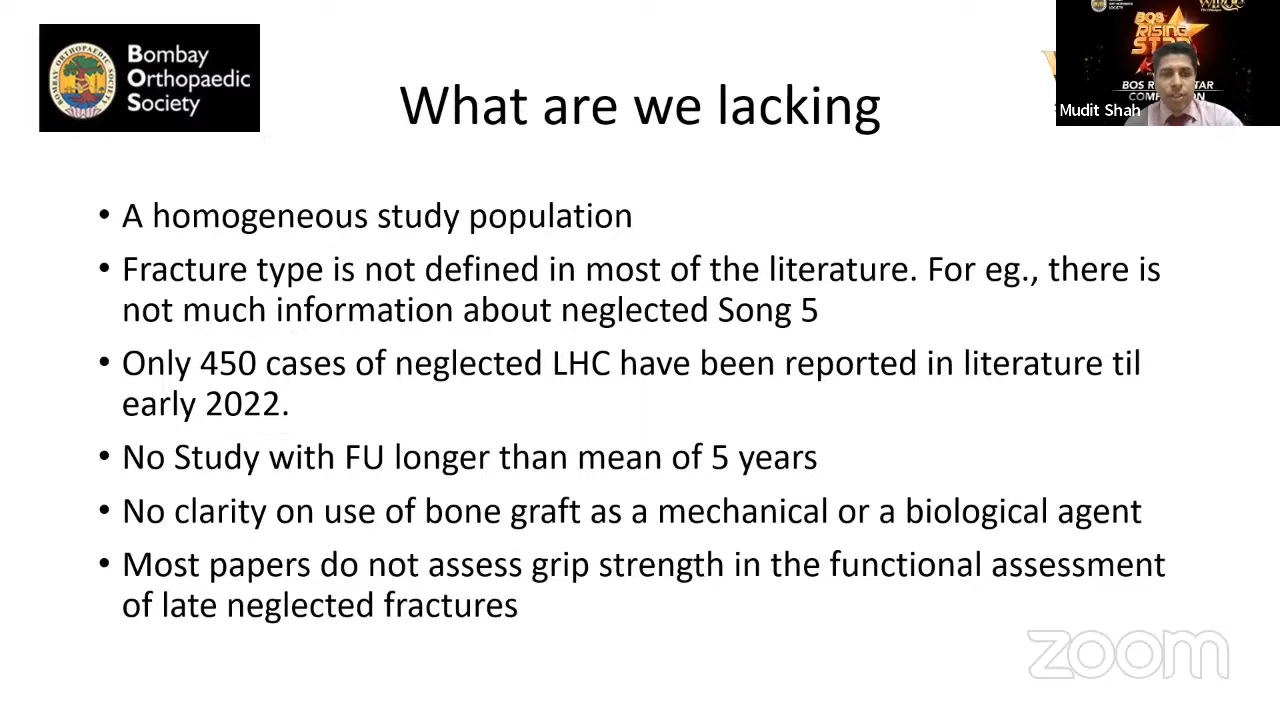 Bombay
Orthopaedic
Society
What are we lacking
BOS
RISING
STAR
Mudit Shah
• A homogeneous study population
• Fracture type is not defined in most of the literature. For eg., there is
not much information about neglected Song 5
• Only 450 cases of neglected LHC have been reported in literature til
early 2022.
• No Study with FU longer than mean of 5 years
• No clarity on use of bone graft as a mechanical or a biological agent
• Most papers do not assess grip strength in the functional assessment
of late neglected fractures
zoom